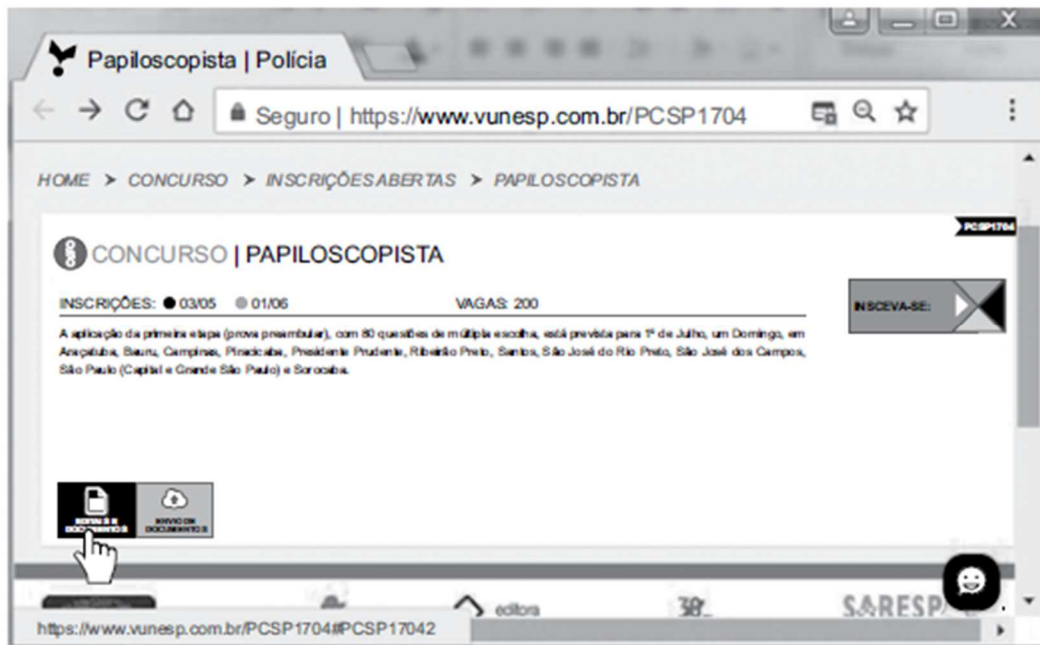 Papiloscopista | Polícia
Seguro | https://www.vunesp.com.br/PCSP1704
HOME > CONCURSO > INSCRIÇÕES ABERTAS > PAPILOSCOPISTA
PCSP1704
CONCURSO | PAPILOSCOPISTA
INSCRIÇÕES: 03/05 01/06 VAGAS: 200
INSCEVA-SE:
A aplicação da primeira etapa (prova preambular), com 80 questões de múltipla escolha, está prevista para 1º de Julho, um Domingo, em
Araçatuba, Bauru, Campinas, Piracicaba, Presidente Prudente, Ribeirão Preto, Santos, São José do Rio Preto, São José dos Campos,
São Paulo (Capital e Grande São Paulo) e Sorocaba.
ENVIO DE
DOCUMENTOS
editora
SARESP
https://www.vunesp.com.br/PCSP1704#PCSP17042